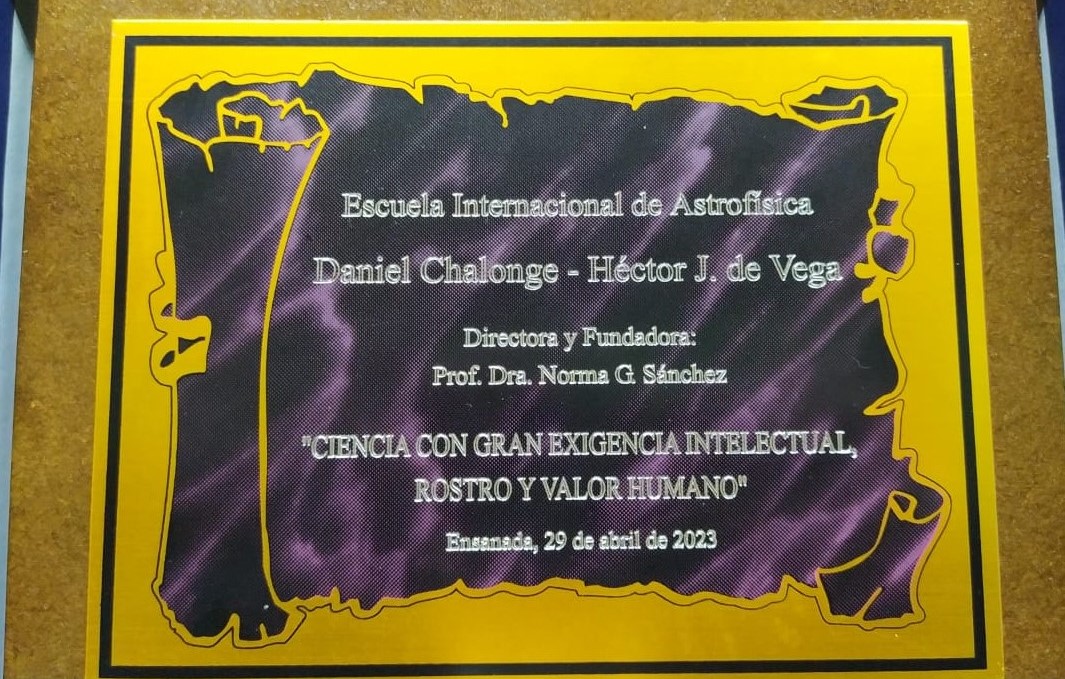 Escuela Internacional de Astrofísica
Daniel Chalonge - Héctor J. de Vega
Directora y Fundadora:
Prof. Dra. Norma G. Sánchez
"CIENCIA CON GRAN EXIGENCIA INTELECTUAL,
ROSTRO Y VALOR HUMANO"
Ensanada, 29 de abril de 2023